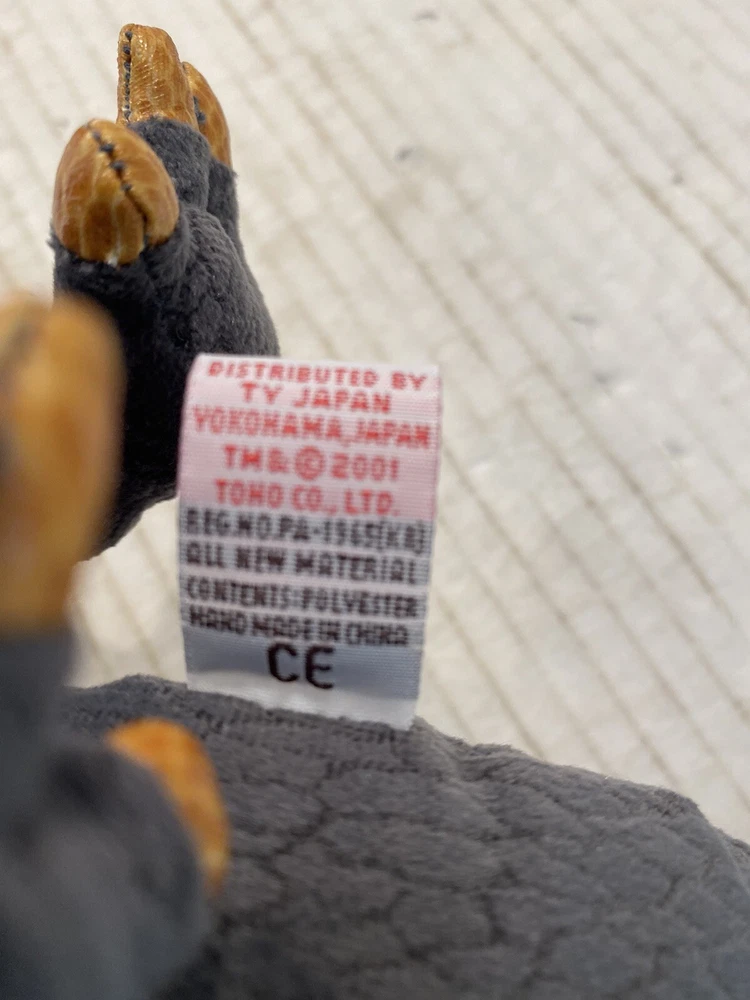 DISTRIBUTED BY
TY JAPAN
YOKOHAMA, JAPAN
TM & © 2001
TOHO CO., LTD.
REG.NO.PA-1965(KR)
ALL NEW MATERIAL
CONTENTS:POLYESTER
HAND MADE IN CHINA
CE